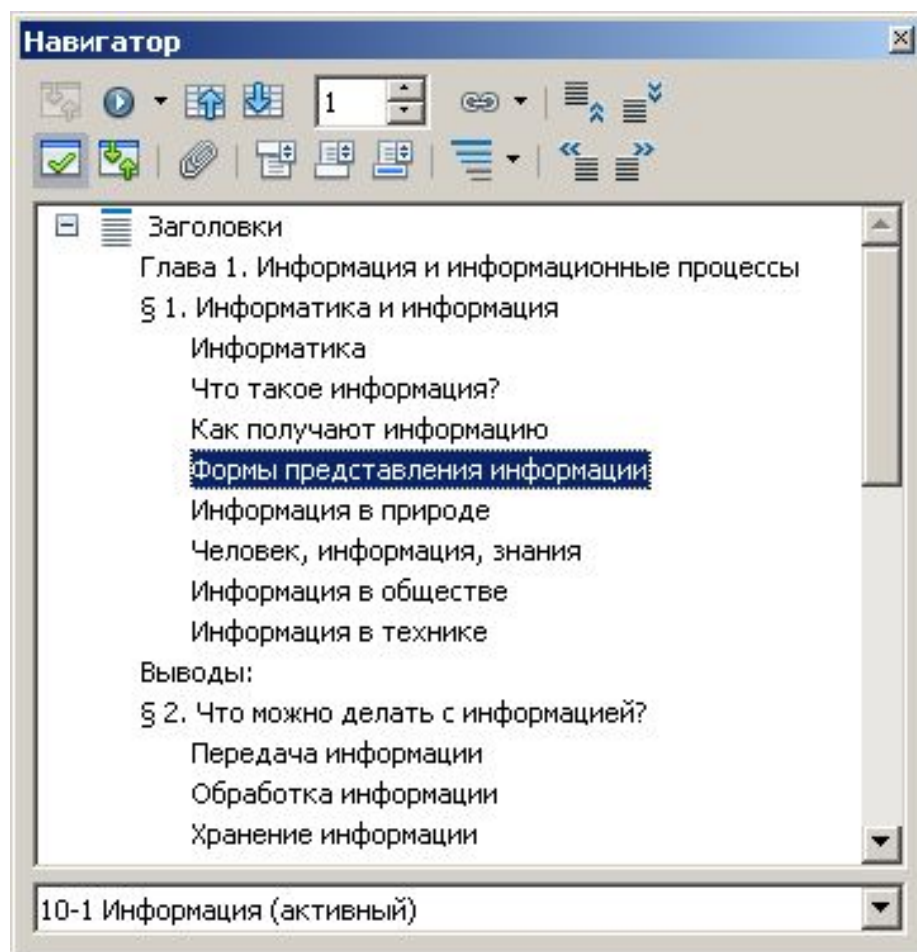 Навигатор
1
Заголовки
Глава 1. Информация и информационные процессы
§ 1. Информатика и информация
Информатика
Что такое информация?
Как получают информацию
Формы представления информации
Информация в природе
Человек, информация, знания
Информация в обществе
Информация в технике
Выводы:
§ 2. Что можно делать с информацией?
Передача информации
Обработка информации
Хранение информации
10-1 Информация (активный)